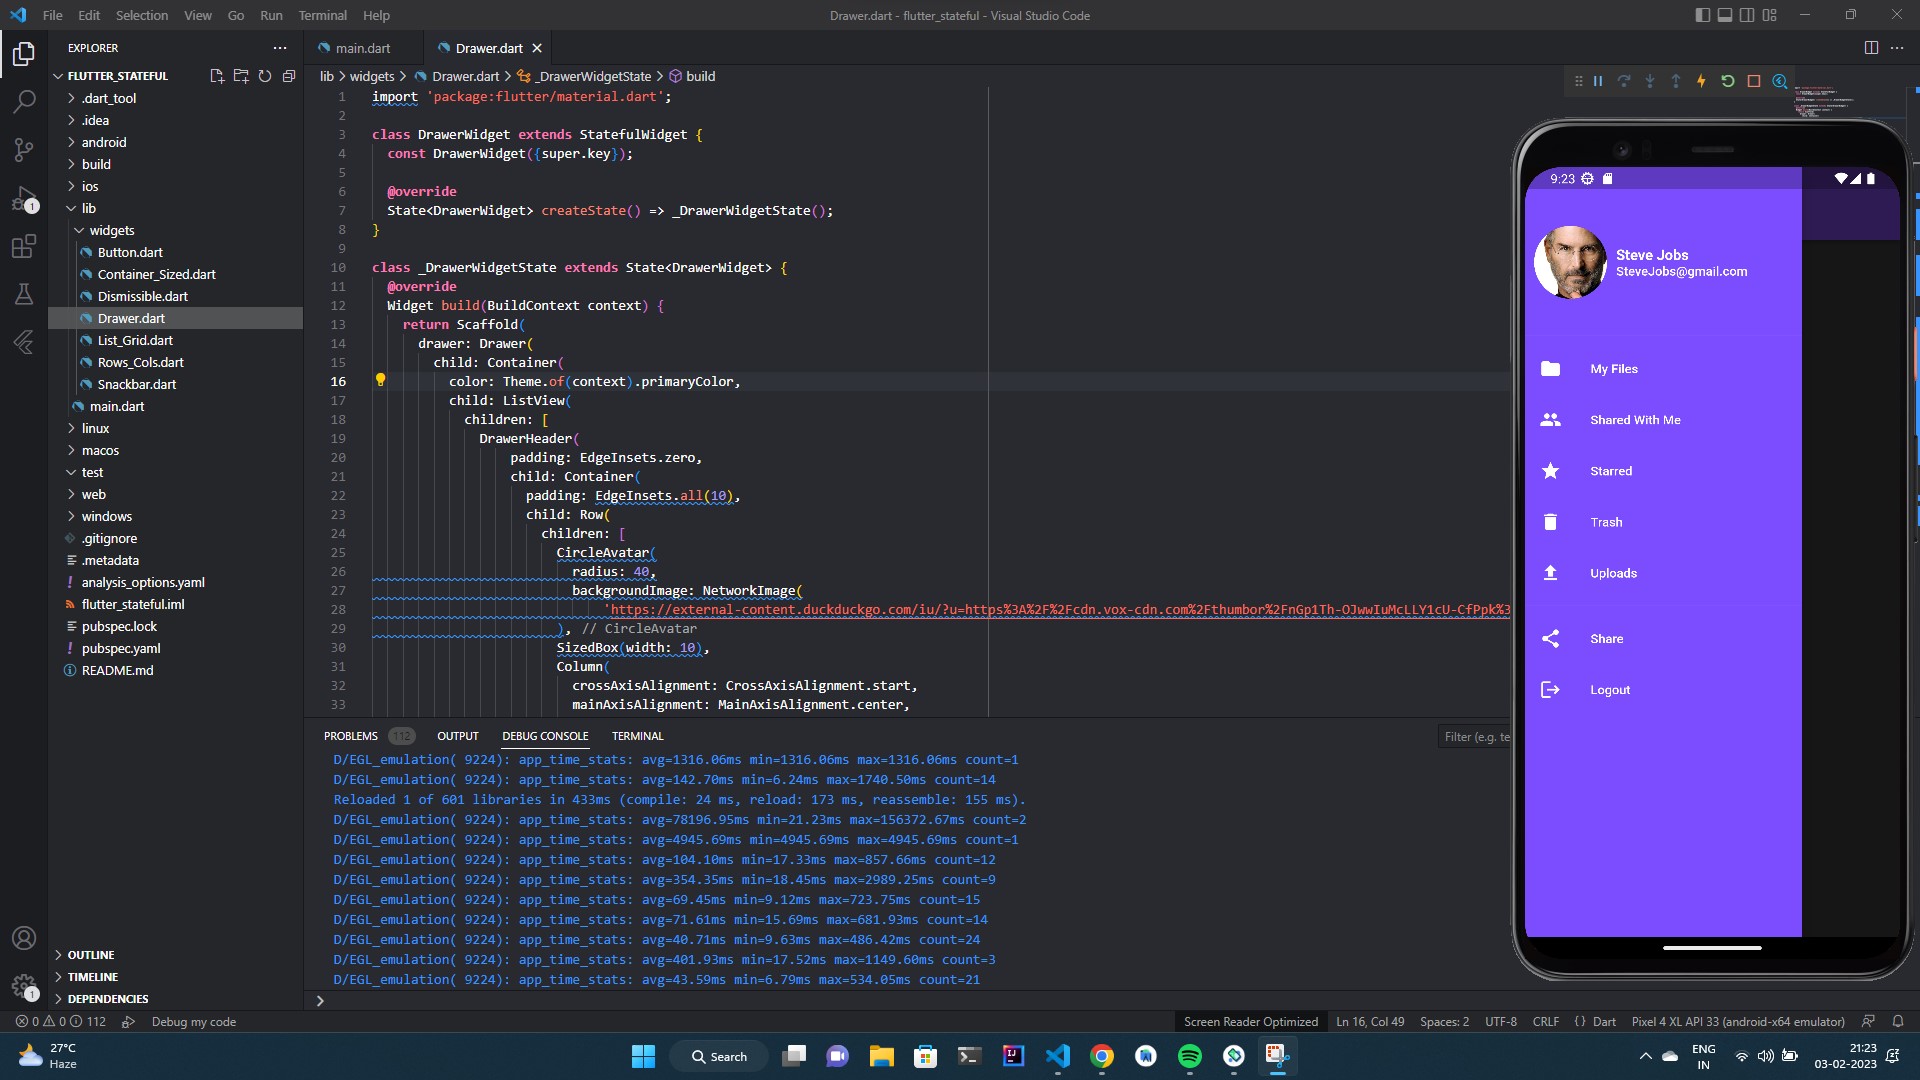 File Edit Selection View Go Run Terminal Help
Drawer.dart - flutter_stateful - Visual Studio Code
EXPLORER
FLUTTER_STATEFUL
.dart_tool
.idea
android
build
ios
lib
widgets
Button.dart
Container_Sized.dart
Dismissible.dart
Drawer.dart
List_Grid.dart
Rows_Cols.dart
Snackbar.dart
main.dart
linux
macos
test
web
windows
.gitignore
.metadata
analysis_options.yaml
flutter_stateful.iml
pubspec.lock
pubspec.yaml
README.md
OUTLINE
TIMELINE
DEPENDENCIES
1
1
main.dart Drawer.dart
lib > widgets > Drawer.dart > _DrawerWidgetState > build
1 import 'package:flutter/material.dart';
2
3 class DrawerWidget extends StatefulWidget {
4 const DrawerWidget({super.key});
5
6 @override
7 State<DrawerWidget> createState() => _DrawerWidgetState();
8 }
9
10 class _DrawerWidgetState extends State<DrawerWidget> {
11 @override
12 Widget build(BuildContext context) {
13 return Scaffold(
14 drawer: Drawer(
15 child: Container(
16 color: Theme.of(context).primaryColor,
17 child: ListView(
18 children: [
19 DrawerHeader(
20 padding: EdgeInsets.zero,
21 child: Container(
22 padding: EdgeInsets.all(10),
23 child: Row(
24 children: [
25 CircleAvatar(
26 radius: 40,
27 backgroundImage: NetworkImage(
28 'https://external-content.duckduckgo.com/iu/?u=https%3A%2F%2Fcdn.vox-cdn.com%2Fthumbor%2FnGp1Th-OJwwIuMcLLY1cU-CfPpk%3
29 ), // CircleAvatar
30 SizedBox(width: 10),
31 Column(
32 crossAxisAlignment: CrossAxisAlignment.start,
33 mainAxisAlignment: MainAxisAlignment.center,
PROBLEMS 112 OUTPUT DEBUG CONSOLE TERMINAL
Filter (e.g. te
D/EGL_emulation( 9224): app_time_stats: avg=1316.06ms min=1316.06ms max=1316.06ms count=1
D/EGL_emulation( 9224): app_time_stats: avg=142.70ms min=6.24ms max=1740.50ms count=14
Reloaded 1 of 601 libraries in 433ms (compile: 24 ms, reload: 173 ms, reassemble: 155 ms).
D/EGL_emulation( 9224): app_time_stats: avg=78196.95ms min=21.23ms max=156372.67ms count=2
D/EGL_emulation( 9224): app_time_stats: avg=4945.69ms min=4945.69ms max=4945.69ms count=1
D/EGL_emulation( 9224): app_time_stats: avg=104.10ms min=17.33ms max=857.66ms count=12
D/EGL_emulation( 9224): app_time_stats: avg=354.35ms min=18.45ms max=2989.25ms count=9
D/EGL_emulation( 9224): app_time_stats: avg=69.45ms min=9.12ms max=723.75ms count=15
D/EGL_emulation( 9224): app_time_stats: avg=71.61ms min=15.69ms max=681.93ms count=14
D/EGL_emulation( 9224): app_time_stats: avg=40.71ms min=9.63ms max=486.42ms count=24
D/EGL_emulation( 9224): app_time_stats: avg=401.93ms min=17.52ms max=1149.60ms count=3
D/EGL_emulation( 9224): app_time_stats: avg=43.59ms min=6.79ms max=534.05ms count=21
9:23
Steve Jobs
SteveJobs@gmail.com
My Files
Shared With Me
Starred
Trash
Uploads
Share
Logout
0 0 112 Debug my code
Screen Reader Optimized Ln 16, Col 49 Spaces: 2 UTF-8 CRLF {} Dart Pixel 4 XL API 33 (android-x64 emulator)
27°C
Haze
Search
ENG
IN
21:23
03-02-2023